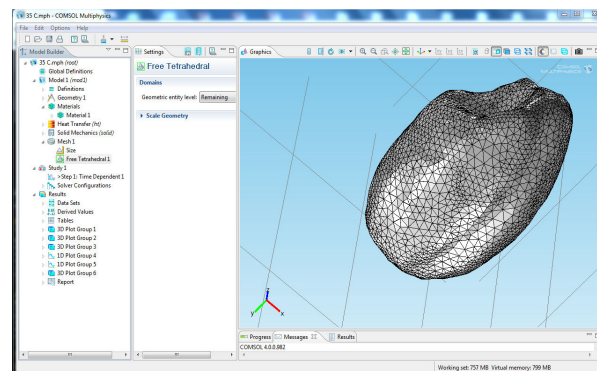 35 C.mph - COMSOL Multiphysics
File Edit Options Help
Model Builder
35 C.mph (root)
Global Definitions
Model 1 (mod1)
Definitions
Geometry 1
Materials
Material 1
Heat Transfer (ht)
Solid Mechanics (solid)
Mesh 1
Size
Free Tetrahedral 1
Study 1
Step 1: Time Dependent 1
Solver Configurations
Results
Data Sets
Derived Values
Tables
3D Plot Group 1
3D Plot Group 2
3D Plot Group 3
1D Plot Group 4
1D Plot Group 5
3D Plot Group 6
Report
Settings
Free Tetrahedral
Domains
Geometric entity level: Remaining
Scale Geometry
Graphics
COMSOL
MULTIPHYSICS
z
y x
Progress Messages Results
COMSOL 4.0.0.982
Working set: 757 MB Virtual memory: 799 MB